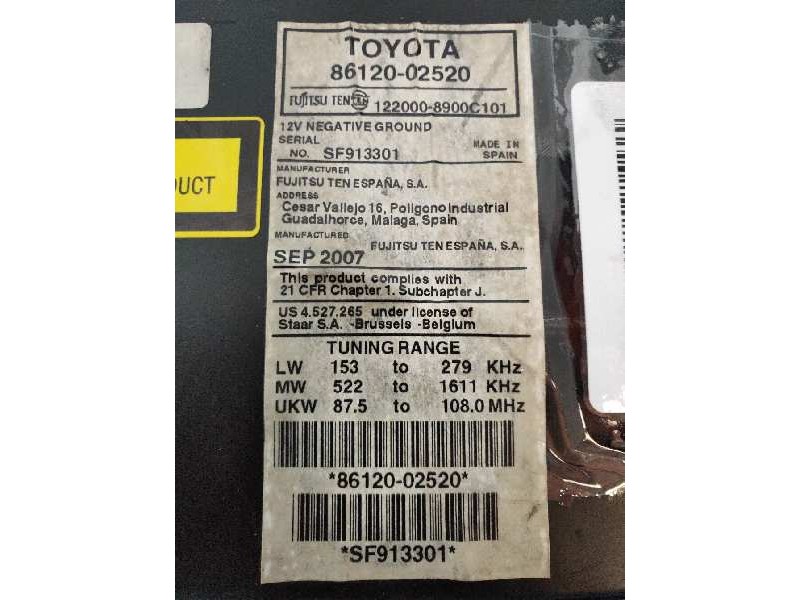 TOYOTA
86120-02520
FUJITSU TEN 122000-8900C101
12V NEGATIVE GROUND
SERIAL
NO. SF913301
MADE IN
SPAIN
MANUFACTURER
FUJITSU TEN ESPAÑA, S.A.
ADDRESS
Cesar Vallejo 16, Poligono Industrial
Guadalhorce, Malaga, Spain
MANUFACTURED
FUJITSU TEN ESPAÑA, S.A.
SEP 2007
This product complies with
21 CFR Chapter 1. Subchapter J.
US 4.527.265 under license of
Staar S.A. -Brussels -Belgium
TUNING RANGE
LW 153 to 279 KHz
MW 522 to 1611 KHz
UKW 87.5 to 108.0 MHz
*86120-02520*
*SF913301*